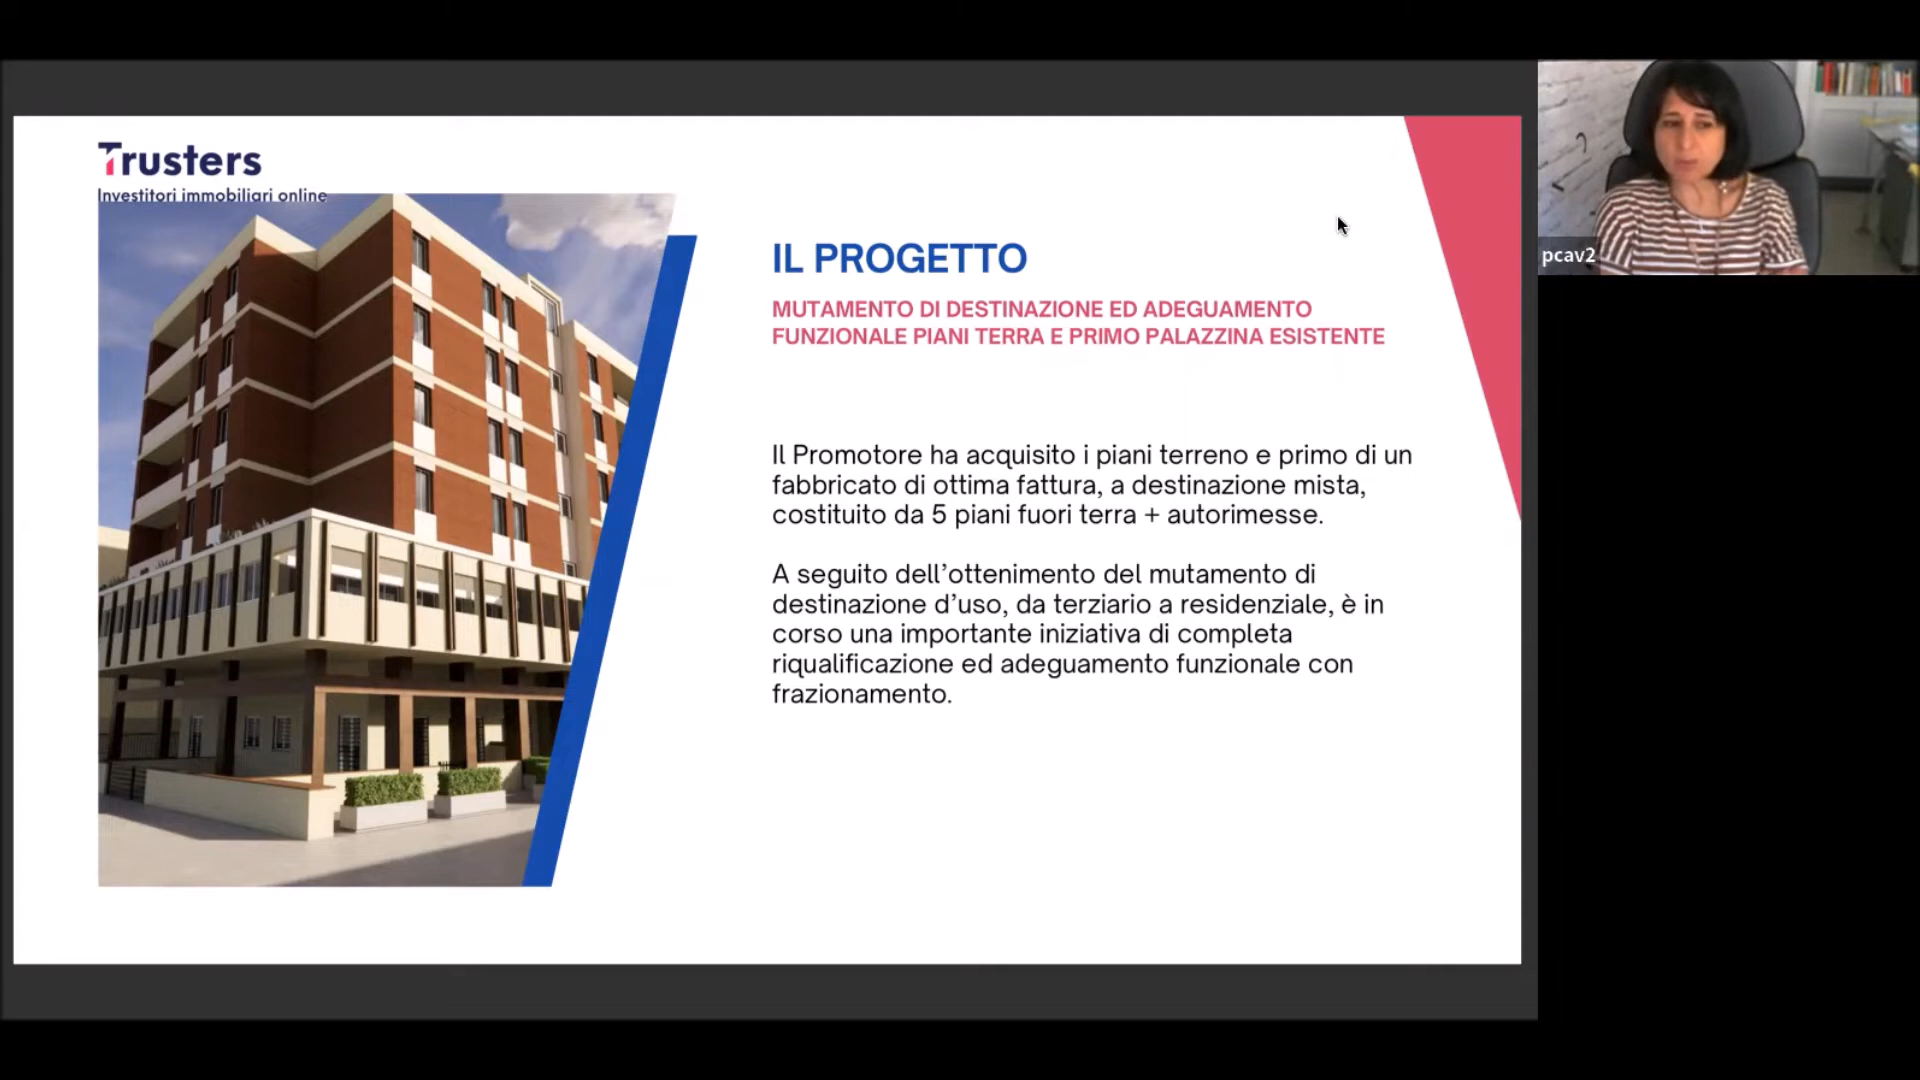 Trusters
Investitori immobiliari online
IL PROGETTO
MUTAMENTO DI DESTINAZIONE ED ADEGUAMENTO
FUNZIONALE PIANI TERRA E PRIMO PALAZZINA ESISTENTE
Il Promotore ha acquisito i piani terreno e primo di un
fabbricato di ottima fattura, a destinazione mista,
costituito da 5 piani fuori terra + autorimesse.
A seguito dell’ottenimento del mutamento di
destinazione d’uso, da terziario a residenziale, è in
corso una importante iniziativa di completa
riqualificazione ed adeguamento funzionale con
frazionamento.
pcav2